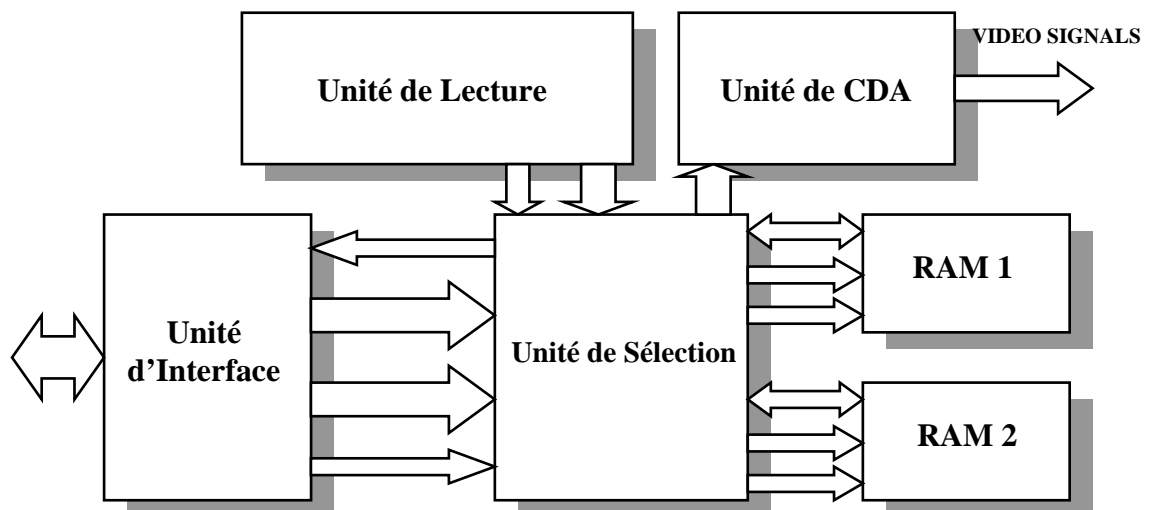 Unité de Lecture
Unité de CDA
VIDEO SIGNALS
Unité
d’Interface
Unité de Sélection
RAM 1
RAM 2